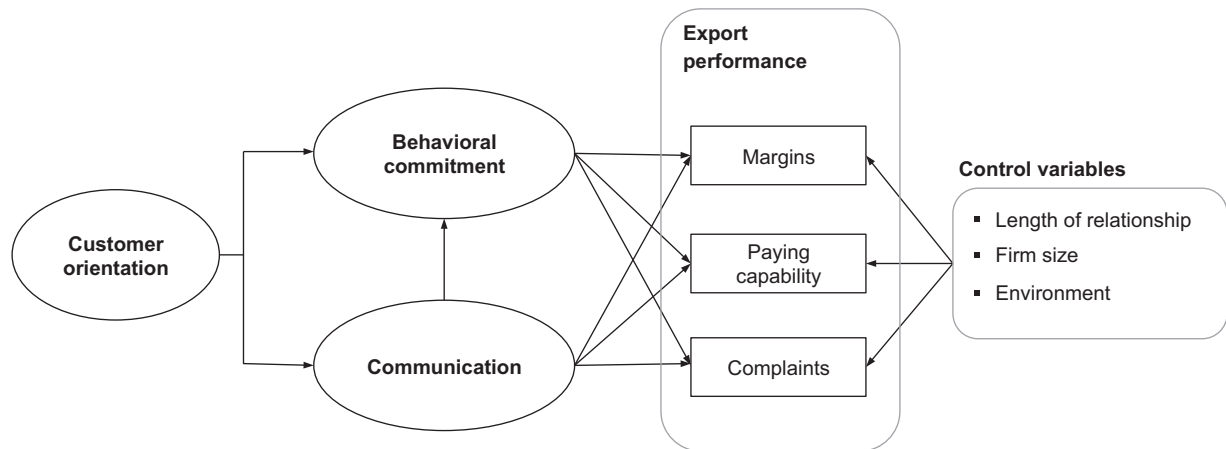 Export
performance
Behavioral
commitment
Margins
Control variables
Length of relationship
Firm size
Environment
Customer
orientation
Paying
capability
Communication
Complaints